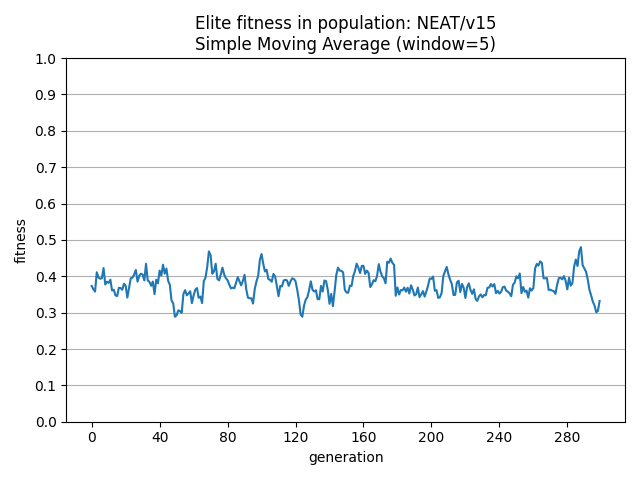 Elite fitness in population: NEAT/v15
Simple Moving Average (window=5)
1.0
0.9
0.8
0.7
0.6
0.5
0.4
0.3
0.2
0.1
0.0
fitness
0 40 80 120 160 200 240 280
generation